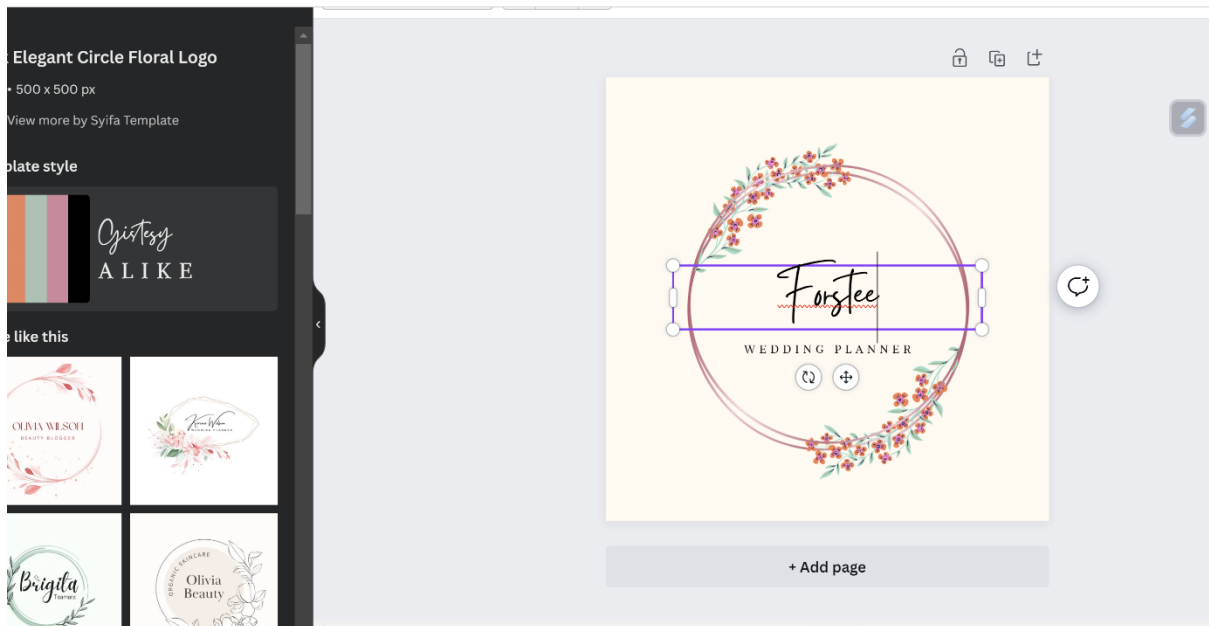 Elegant Circle Floral Logo
• 500 x 500 px
View more by Syifa Template
plate style
Gistesy
ALIKE
like this
OLIVIA WILSON
BEAUTY BLOGGER
Brigita
ORGANIC SKINCARE
Olivia
Beauty
Forstee
WEDDING PLANNER
+ Add page